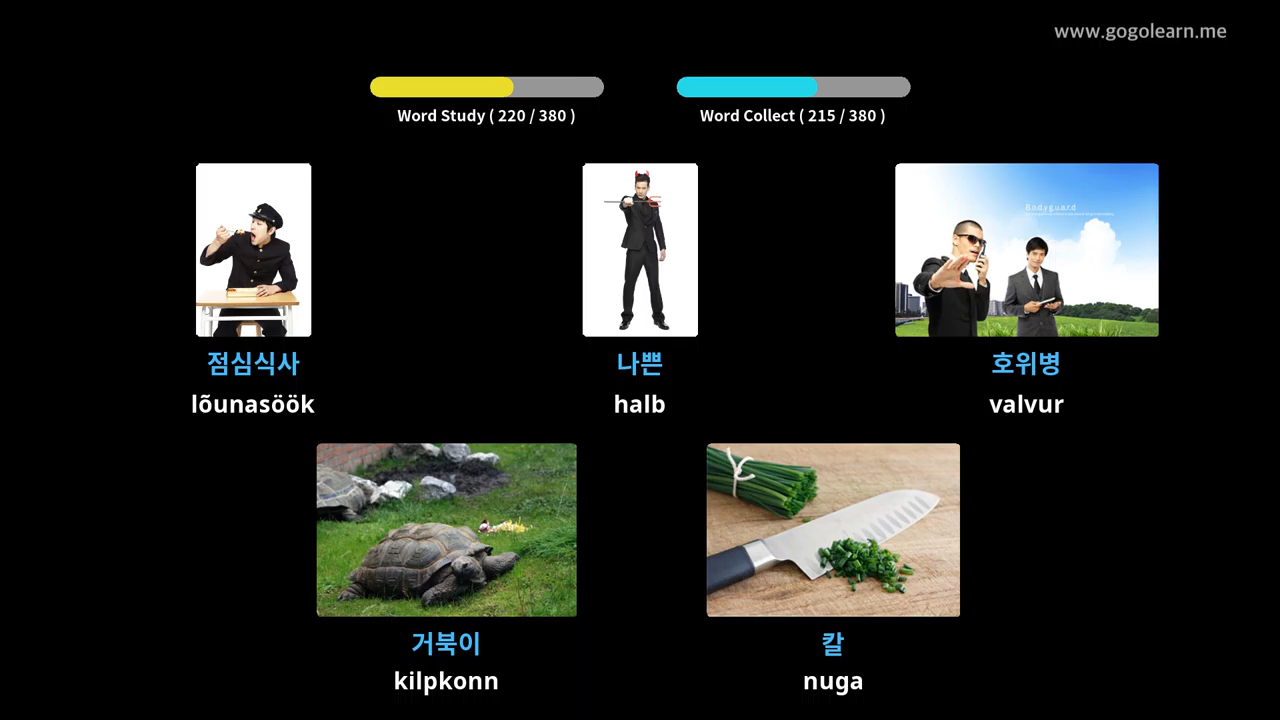 www.gogolearn.me
Word Study ( 220 / 380 )
Word Collect ( 215 / 380 )
Bodyguard
점심식사
나쁜
호위병
lõunasöök
halb
valvur
거북이
칼
kilpkonn
nuga